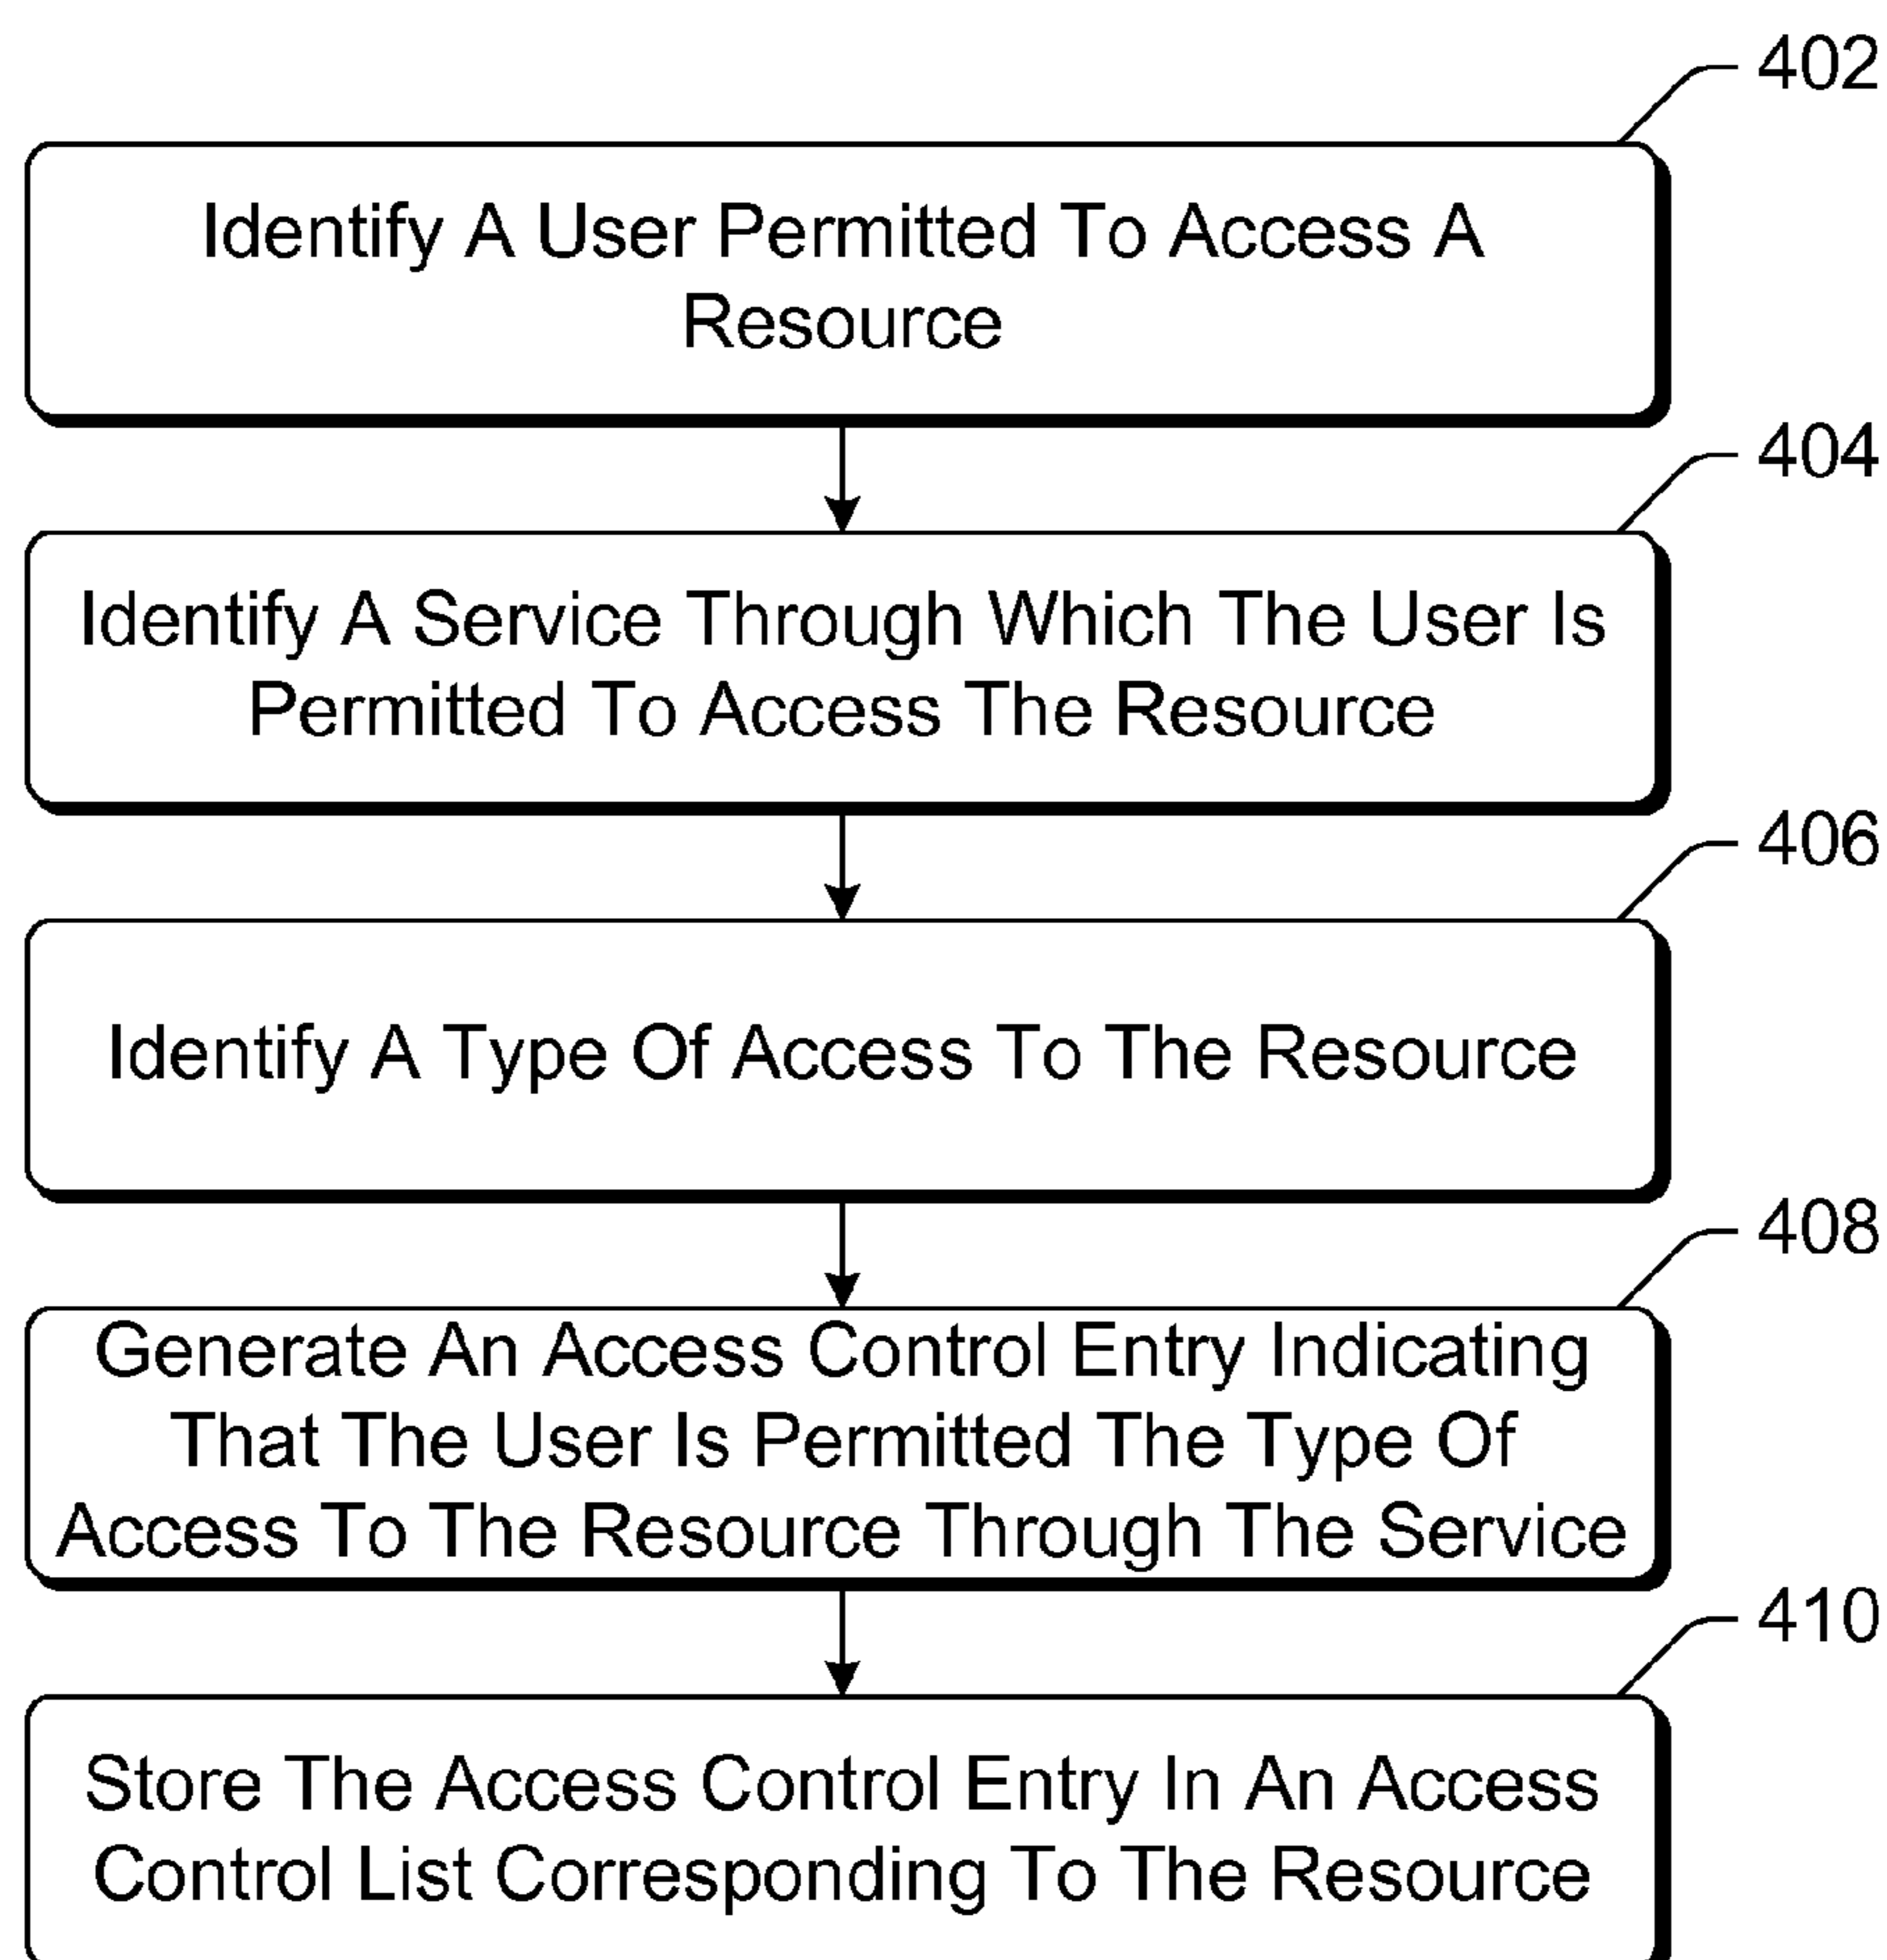 402
Identify A User Permitted To Access A
Resource
404
Identify A Service Through Which The User Is
Permitted To Access The Resource
406
Identify A Type Of Access To The Resource
408
Generate An Access Control Entry Indicating
That The User Is Permitted The Type Of
Access To The Resource Through The Service
410
Store The Access Control Entry In An Access
Control List Corresponding To The Resource